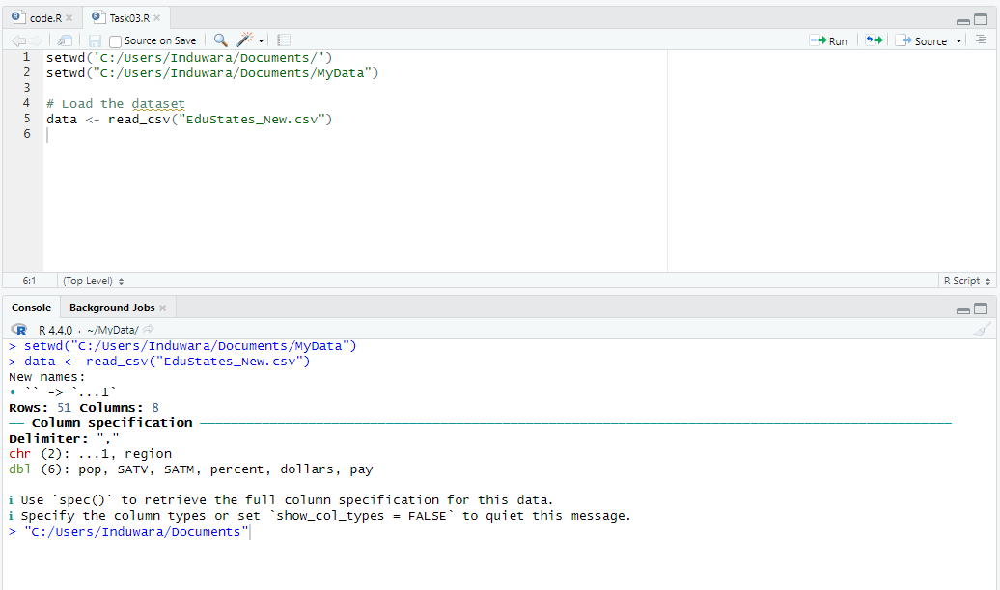 code.R × Task03.R ×
Source on Save Run Source
1 setwd('C:/Users/Induwara/Documents/')
2 setwd("C:/Users/Induwara/Documents/MyData")
3
4 # Load the dataset
5 data <- read_csv("EduStates_New.csv")
6
6:1 (Top Level) R Script
Console Background Jobs ×
R R 4.4.0 · ~/MyData/
> setwd("C:/Users/Induwara/Documents/MyData")
> data <- read_csv("EduStates_New.csv")
New names:
• `` -> `...1`
Rows: 51 Columns: 8
── Column specification ──────────────────────────────
Delimiter: ","
chr (2): ...1, region
dbl (6): pop, SATV, SATM, percent, dollars, pay
ℹ Use `spec()` to retrieve the full column specification for this data.
ℹ Specify the column types or set `show_col_types = FALSE` to quiet this message.
> "C:/Users/Induwara/Documents"